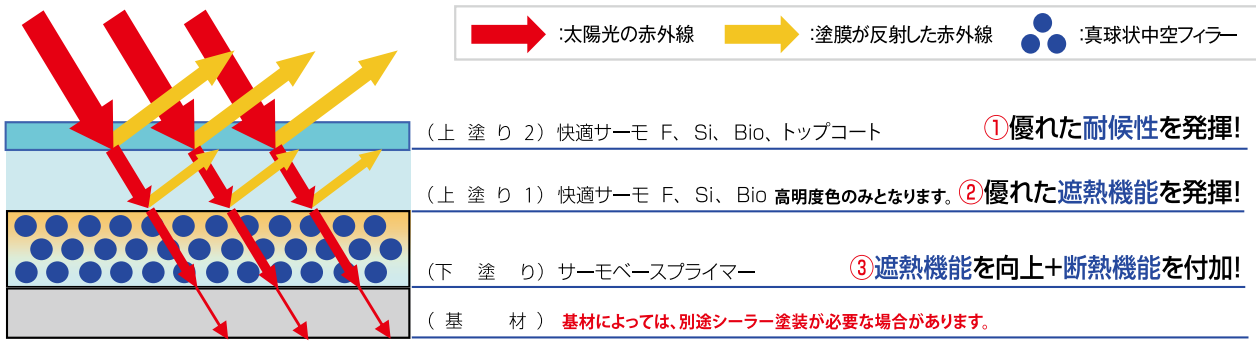 :太陽光の赤外線 :塗膜が反射した赤外線 :真球状中空フィラー
(上塗り2) 快適サーモ F、Si、Bio、トップコート ①優れた耐候性を発揮!
(上塗り1) 快適サーモ F、Si、Bio 高明度色のみとなります。 ②優れた遮熱機能を発揮!
(下塗り) サーモベースプライマー ③遮熱機能を向上+断熱機能を付加!
(基材) 基材によっては、別途シーラー塗装が必要な場合があります。